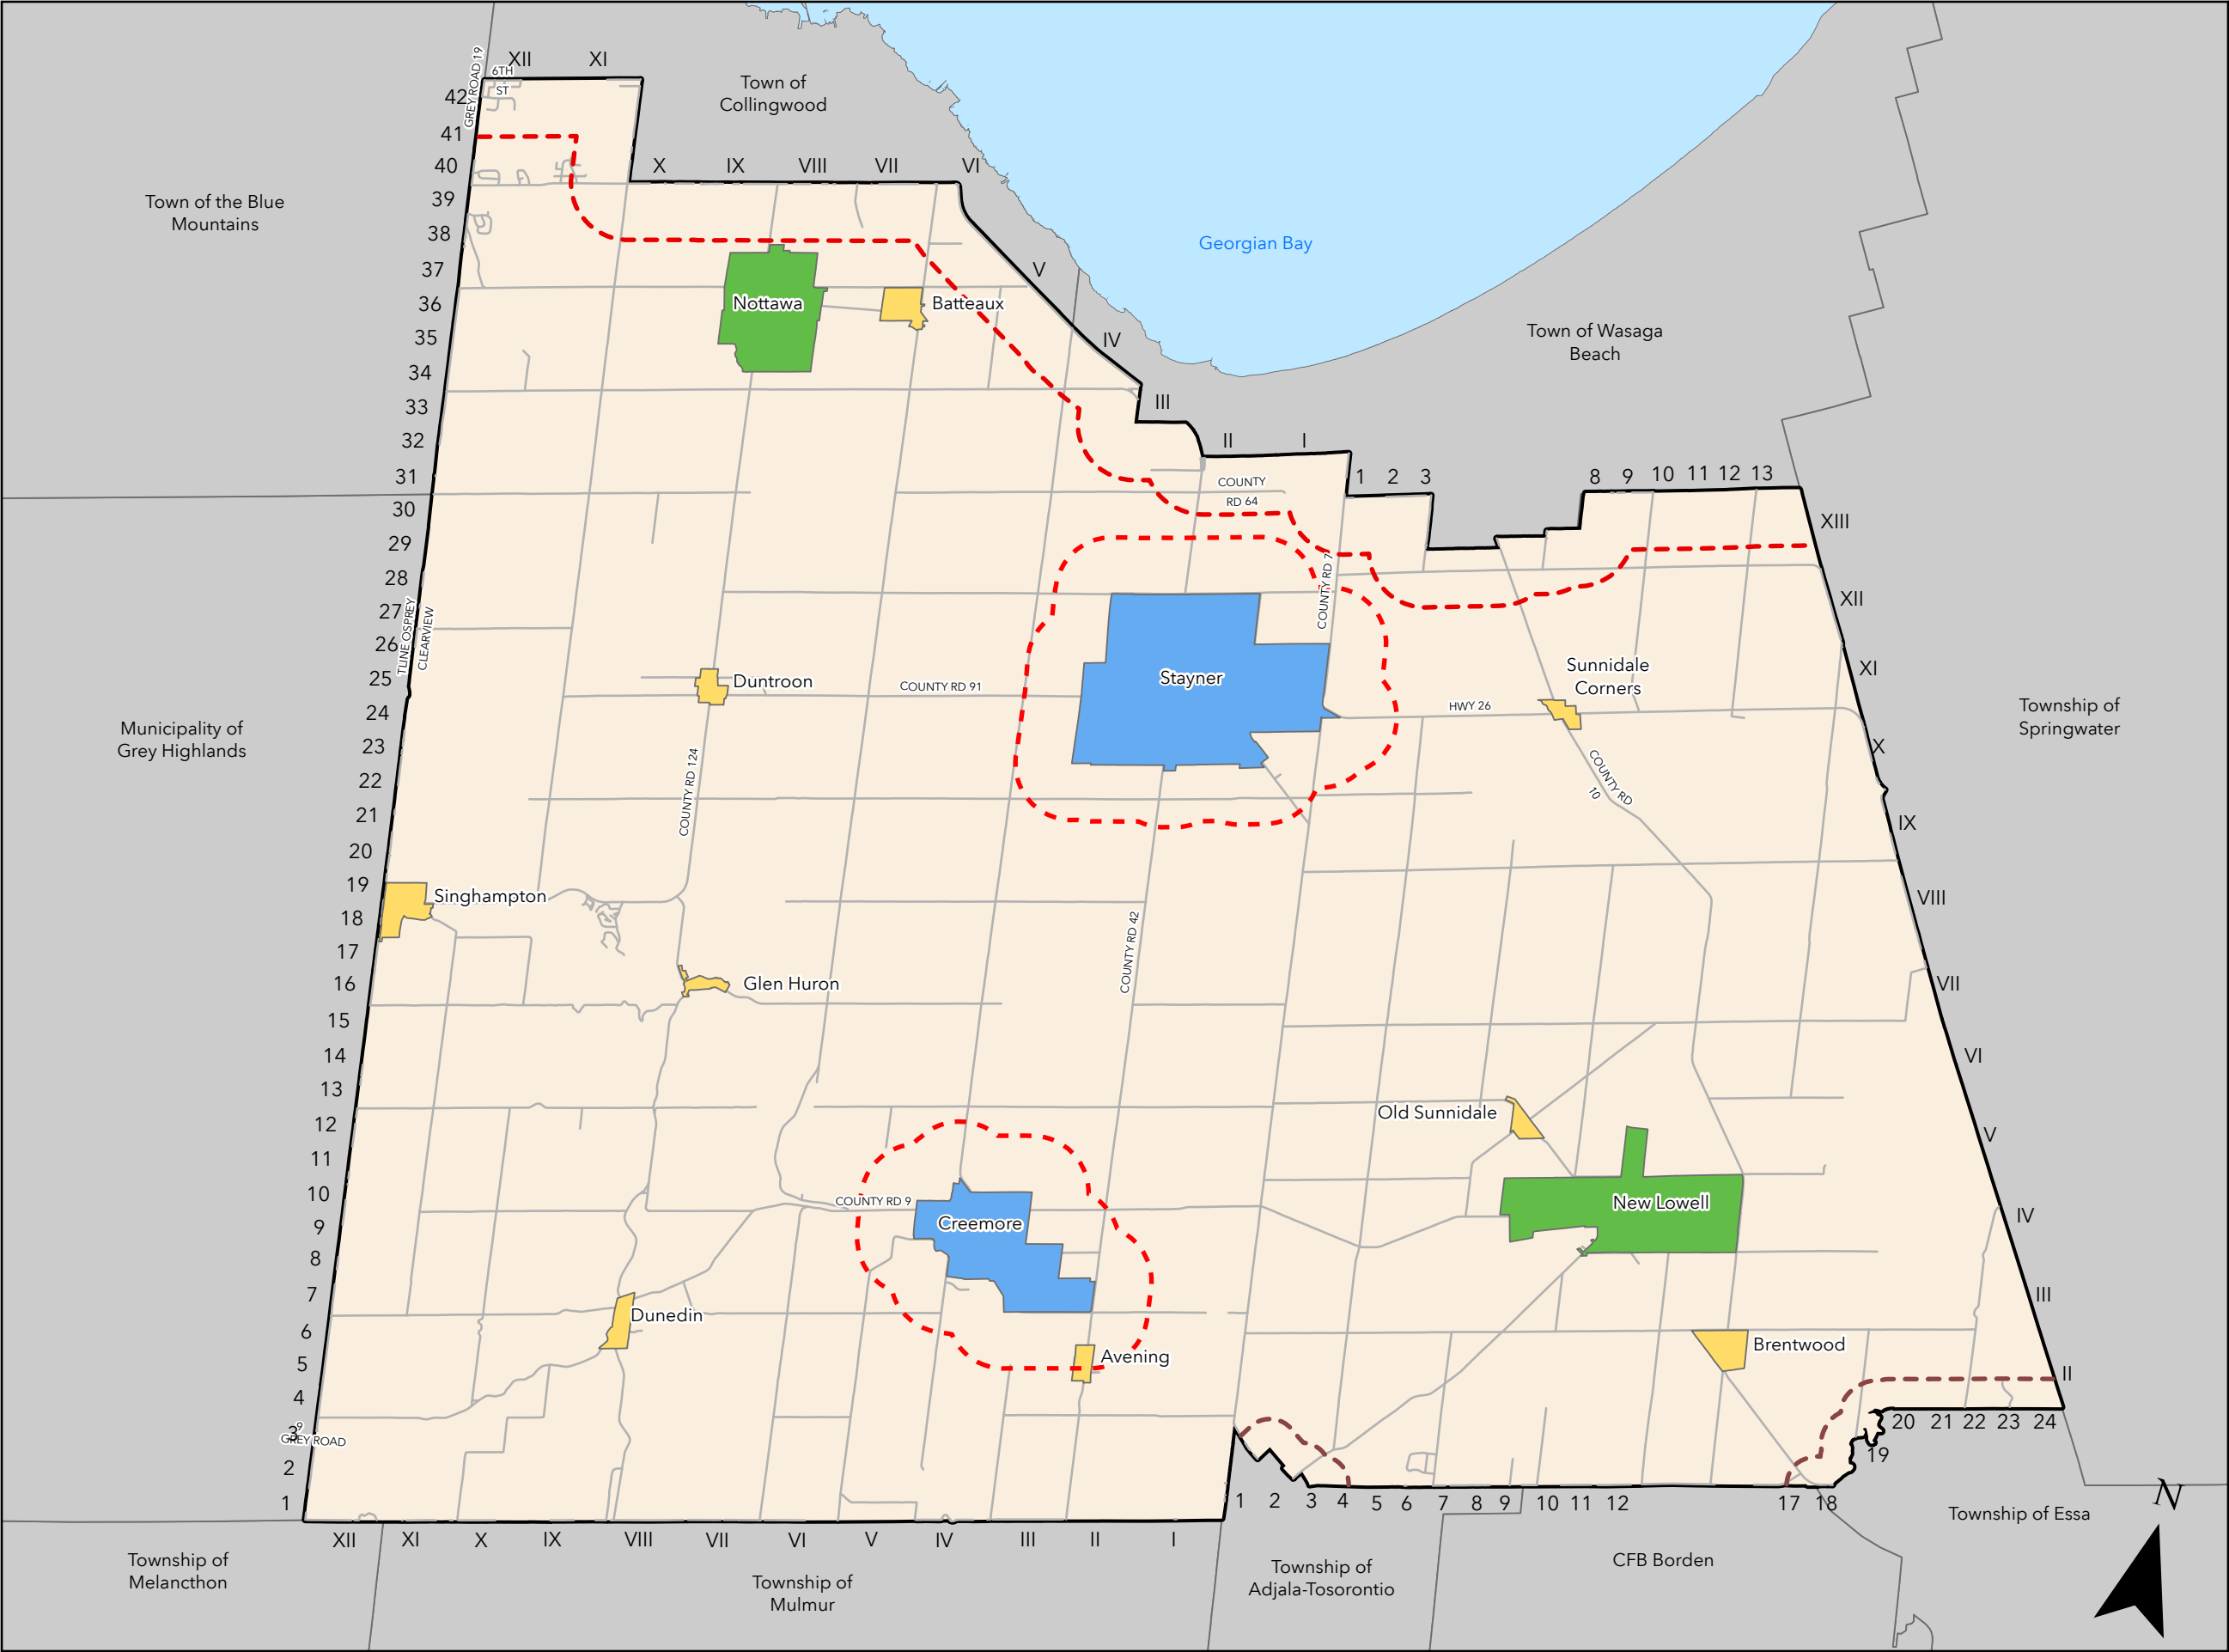 XII
XI
6TH
ST
GREY ROAD 19
Town of
Collingwood
42
41
40
39
38
37
36
35
34
33
32
31
30
29
28
27
26
25
24
23
22
21
20
19
18
17
16
15
14
13
12
11
10
9
8
7
6
5
4
3
2
1
X
IX
VIII
VII
VI
V
IV
III
II
I
1
2
3
8
9
10
11
12
13
XIII
XII
XI
X
IX
VIII
VII
VI
V
IV
III
II
Town of the Blue
Mountains
Georgian Bay
Town of Wasaga
Beach
Nottawa
Batteaux
COUNTY
RD 64
COUNTY RD 7
TLINE OSPREY
CLEARVIEW
Duntroon
COUNTY RD 91
Stayner
HWY 26
Sunnidale
Corners
Municipality of
Grey Highlands
Township of
Springwater
COUNTY RD 124
COUNTY RD
10
Singhampton
Glen Huron
COUNTY RD 42
Old Sunnidale
COUNTY RD 9
Creemore
New Lowell
Dunedin
Avening
Brentwood
9
GREY ROAD
20
21
22
23
24
19
1
2
3
4
5
6
7
8
9
10
11
12
17
18
XII
XI
X
IX
VIII
VII
VI
V
IV
III
II
I
N
Township of Essa
Township of
Melancthon
Township of
Mulmur
Township of
Adjala-Tosorontio
CFB Borden